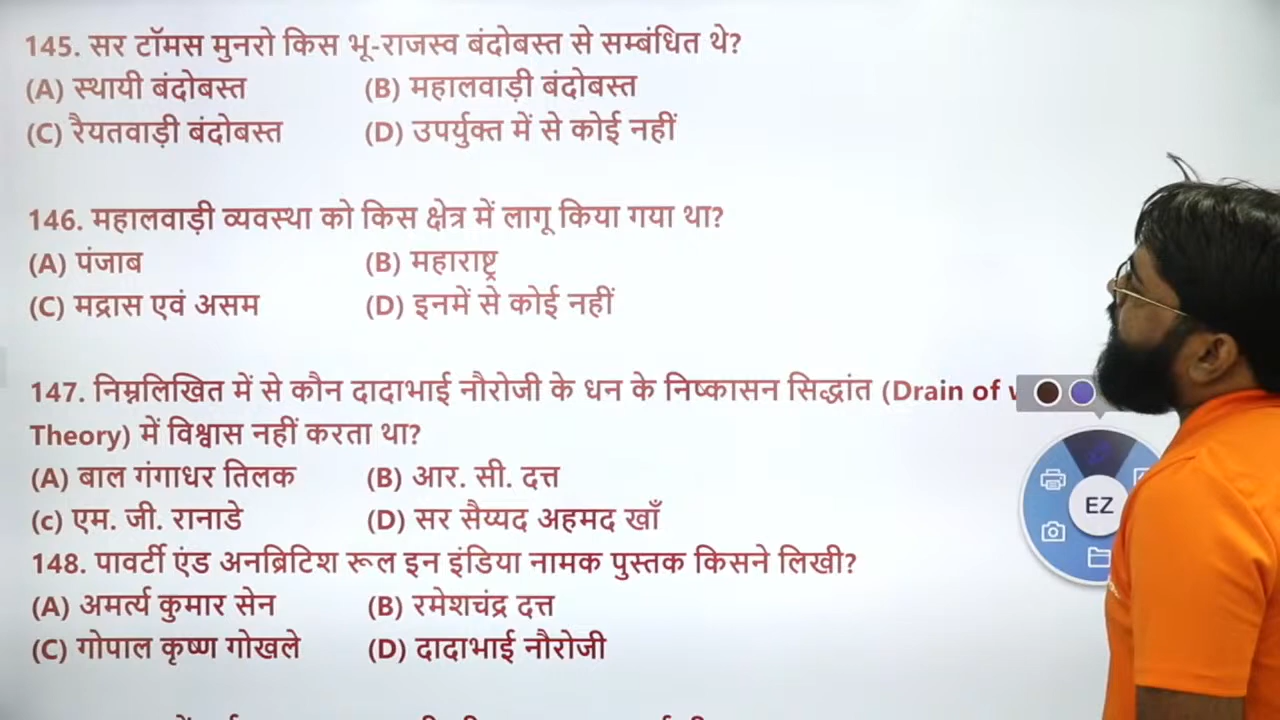 145. सर टॉमस मुनरो किस भू-राजस्व बंदोबस्त से सम्बंधित थे?
(A) स्थायी बंदोबस्त (B) महालवाड़ी बंदोबस्त
(C) रैयतवाड़ी बंदोबस्त (D) उपर्युक्त में से कोई नहीं
146. महालवाड़ी व्यवस्था को किस क्षेत्र में लागू किया गया था?
(A) पंजाब (B) महाराष्ट्र
(C) मद्रास एवं असम (D) इनमें से कोई नहीं
147. निम्नलिखित में से कौन दादाभाई नौरोजी के धन के निष्कासन सिद्धांत (Drain of
Theory) में विश्वास नहीं करता था?
(A) बाल गंगाधर तिलक (B) आर. सी. दत्त
(c) एम. जी. रानाडे (D) सर सैय्यद अहमद खाँ
148. पावर्टी एंड अनब्रिटिश रूल इन इंडिया नामक पुस्तक किसने लिखी?
(A) अमर्त्य कुमार सेन (B) रमेशचंद्र दत्त
(C) गोपाल कृष्ण गोखले (D) दादाभाई नौरोजी
EZ